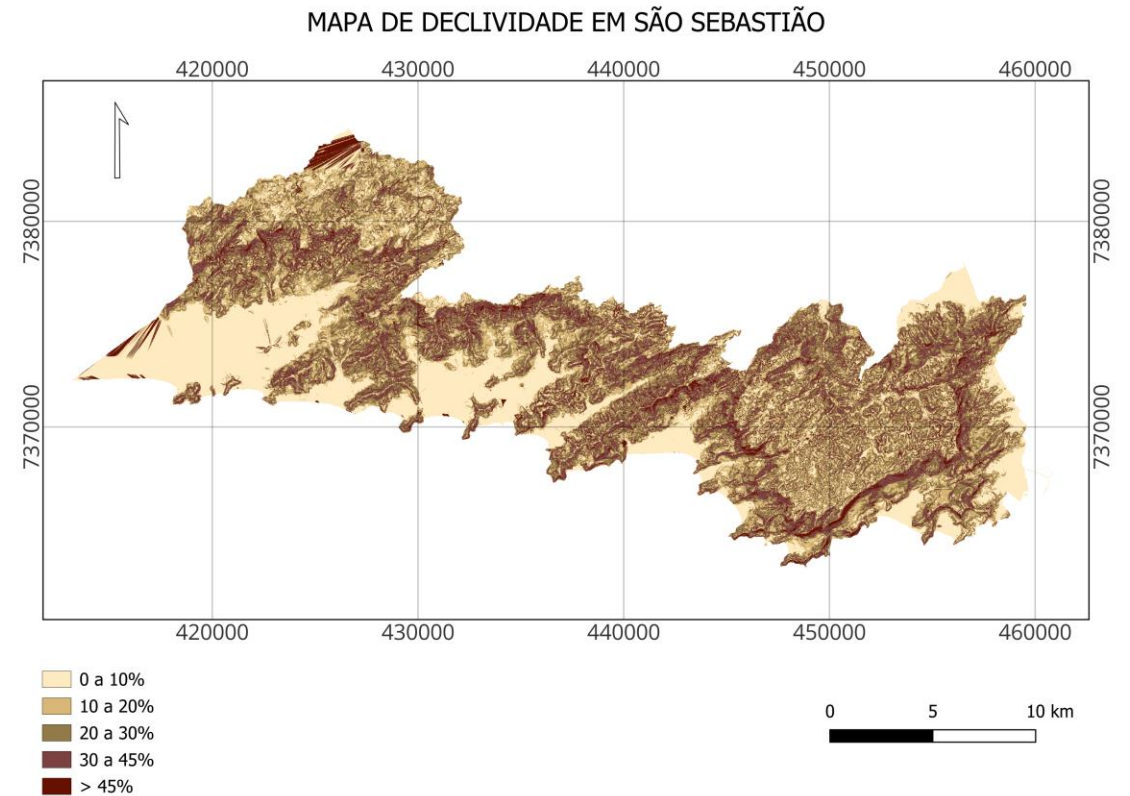 MAPA DE DECLIVIDADE EM SÃO SEBASTIÃO
420000 430000 440000 450000 460000
7380000 7380000
7370000 7370000
420000 430000 440000 450000 460000
0 a 10%
10 a 20%
20 a 30%
30 a 45%
> 45%
0 5 10 km